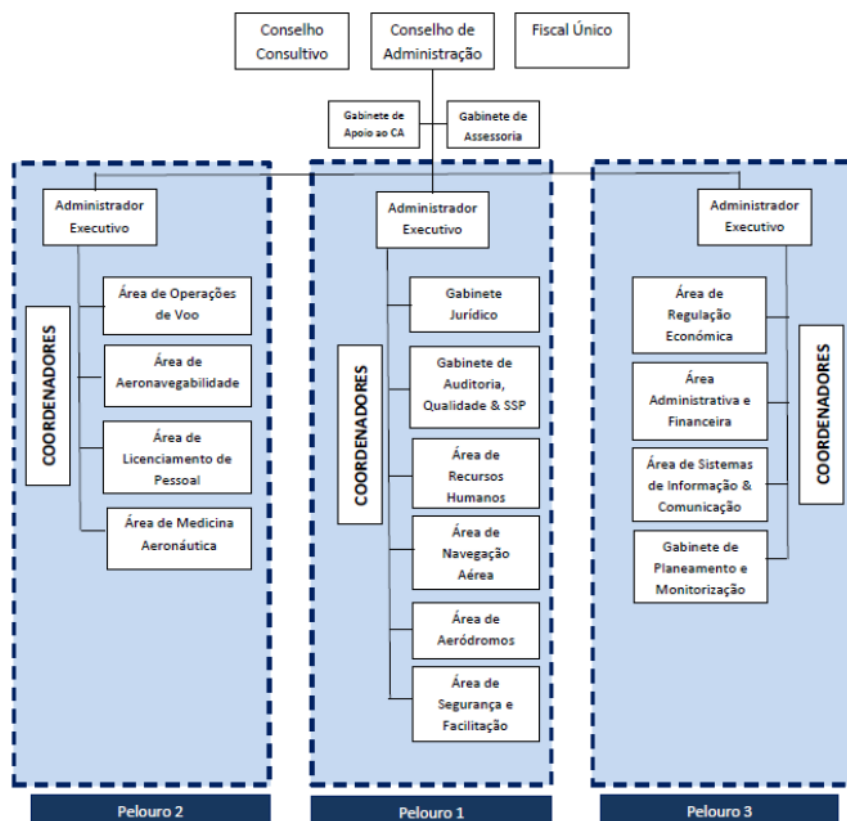 Conselho
Consultivo
Conselho de
Administração
Fiscal Único
Gabinete de
Apoio ao CA
Gabinete de
Assessoria
Administrador
Executivo
COORDENADORES
Área de Operações
de Voo
Área de
Aeronavegabilidade
Área de
Licenciamento de
Pessoal
Área de Medicina
Aeronáutica
Pelouro 2
Administrador
Executivo
COORDENADORES
Gabinete
Jurídico
Gabinete de
Auditoria,
Qualidade & SSP
Área de
Recursos
Humanos
Área de
Navegação
Aérea
Área de
Aeródromos
Área de
Segurança e
Facilitação
Pelouro 1
Administrador
Executivo
Área de
Regulação
Económica
Área
Administrativa e
Financeira
Área de Sistemas
de Informação &
Comunicação
Gabinete de
Planeamento e
Monitorização
COORDENADORES
Pelouro 3